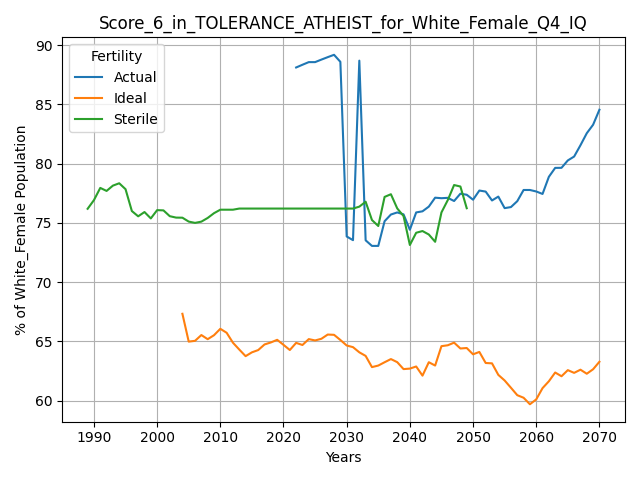 Score_6_in_TOLERANCE_ATHEIST_for_White_Female_Q4_IQ
90
85
80
75
70
65
60
% of White_Female Population
Fertility
Actual
Ideal
Sterile
1990 2000 2010 2020 2030 2040 2050 2060 2070
Years